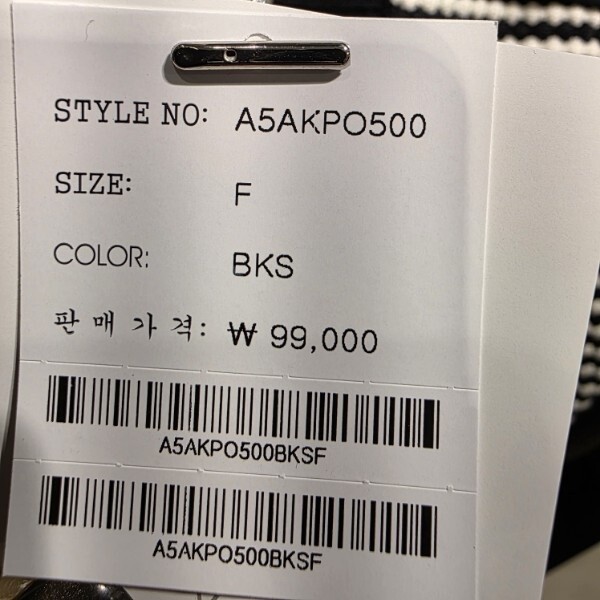 STYLE NO: A5AKPO500
SIZE: F
COLOR: BKS
판매가격: ₩ 99,000
A5AKPO500BKSF
A5AKPO500BKSF